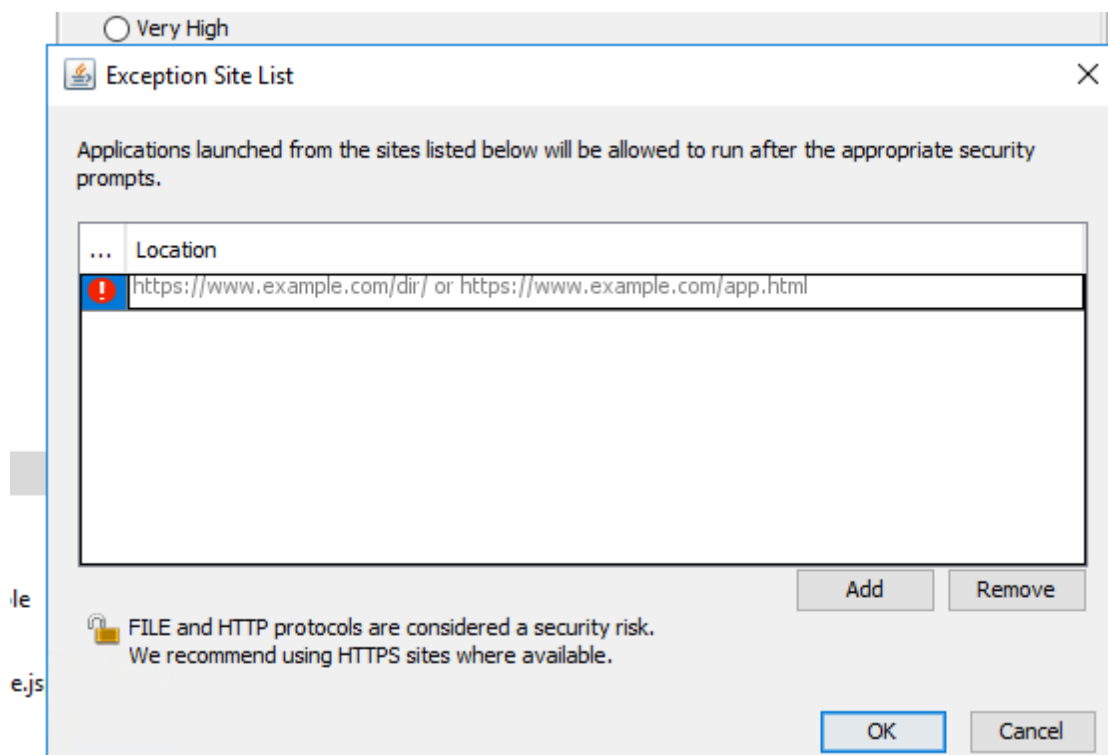 Very High
Exception Site List
Applications launched from the sites listed below will be allowed to run after the appropriate security
prompts.
... Location
https://www.example.com/dir/ or https://www.example.com/app.html
Add Remove
le
FILE and HTTP protocols are considered a security risk.
We recommend using HTTPS sites where available.
e.js
OK Cancel